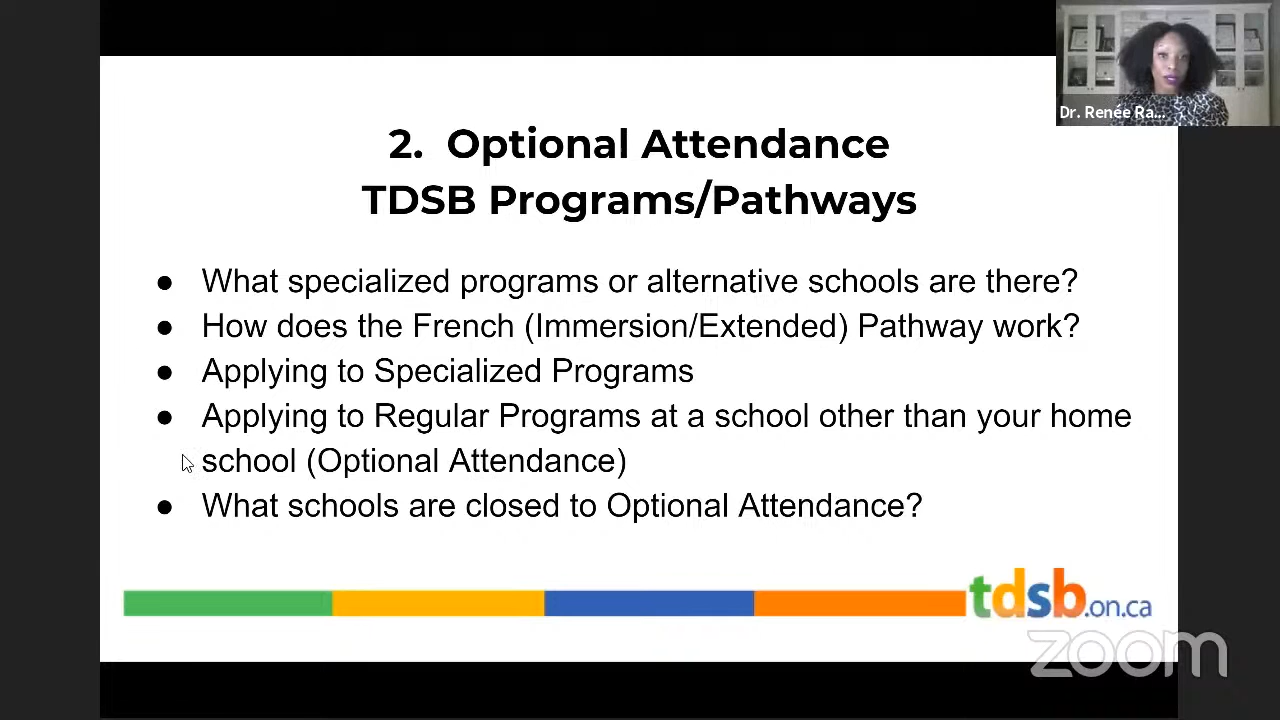 Dr. Renée Ra...
2. Optional Attendance
TDSB Programs/Pathways
● What specialized programs or alternative schools are there?
● How does the French (Immersion/Extended) Pathway work?
● Applying to Specialized Programs
● Applying to Regular Programs at a school other than your home
school (Optional Attendance)
● What schools are closed to Optional Attendance?
tdsb.on.ca
zoom